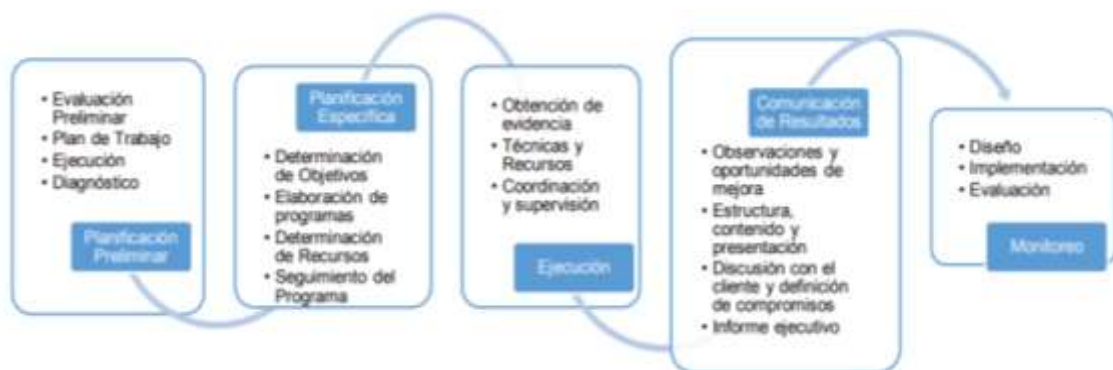 • Evaluación
Preliminar
• Plan de Trabajo
• Ejecución
• Diagnóstico
Planificación
Preliminar
Planificación
Específica
• Determinación
de Objetivos
• Elaboración de
programas
• Determinación
de Recursos
• Seguimiento del
Programa
• Obtención de
evidencia
• Técnicas y
Recursos
• Coordinación
y supervisión
Ejecución
Comunicación
de Resultados
• Observaciones y
oportunidades de
mejora
• Estructura,
contenido y
presentación
• Discusión con el
cliente y definición
de compromisos
• Informe ejecutivo
• Diseño
• Implementación
• Evaluación
Monitoreo